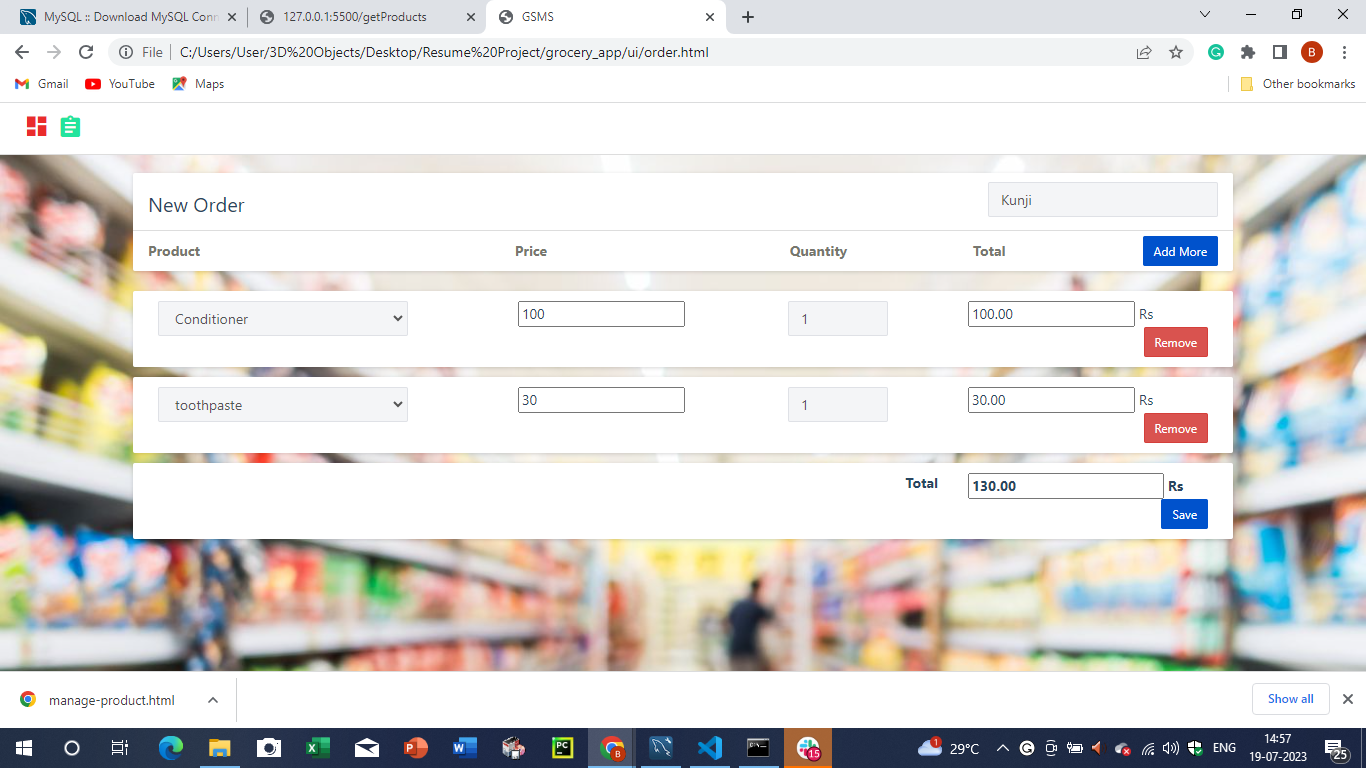 MySQL :: Download MySQL Conn
127.0.0.1:5500/getProducts
GSMS
File
C:/Users/User/3D%20Objects/Desktop/Resume%20Project/grocery_app/ui/order.html
B
Gmail
YouTube
Maps
Other bookmarks
New Order
Kunji
Product Price Quantity Total Add More
Conditioner 100 1 100.00 Rs
Remove
toothpaste 30 1 30.00 Rs
Remove
Total 130.00 Rs
Save
manage-product.html
Show all
29°C
ENG
14:57
19-07-2023
25
15
1